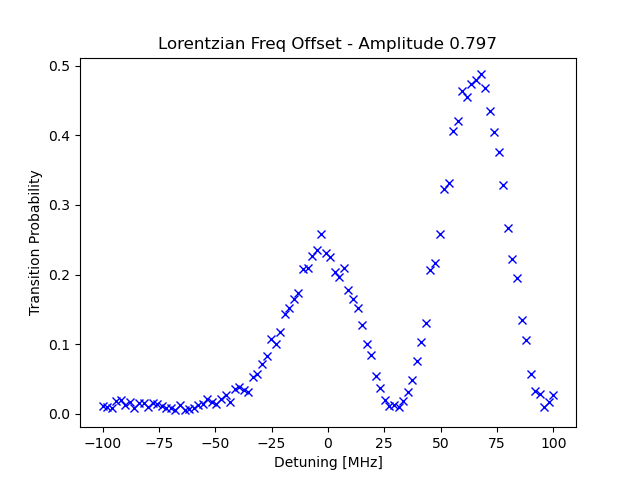 Lorentzian Freq Offset - Amplitude 0.797
Transition Probability
0.5
0.4
0.3
0.2
0.1
0.0
−100 −75 −50 −25 0 25 50 75 100
Detuning [MHz]